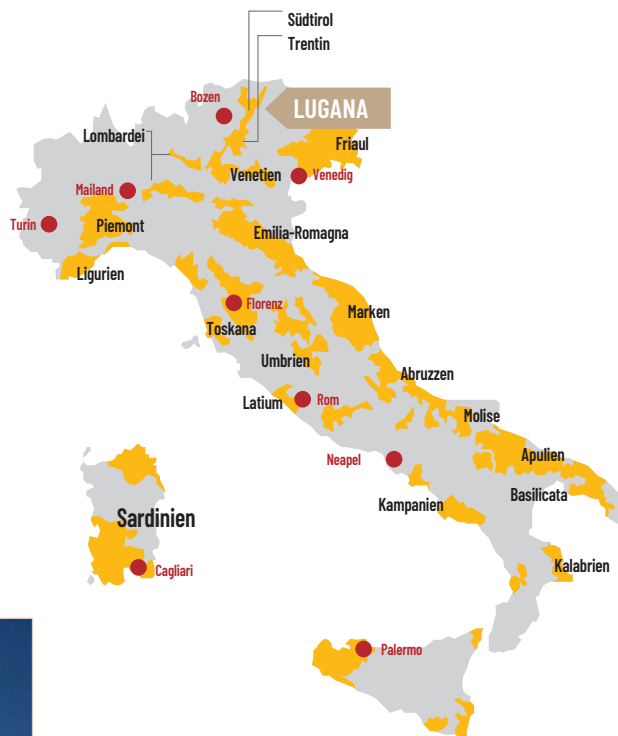 Südtirol
Trentin
Bozen
LUGANA
Lombardei
Friaul
Venetien
Venedig
Mailand
Turin
Piemont
Emilia-Romagna
Ligurien
Florenz
Marken
Toskana
Umbrien
Abruzzen
Latium
Rom
Molise
Neapel
Apulien
Basilicata
Kampanien
Sardinien
Kalabrien
Cagliari
Palermo